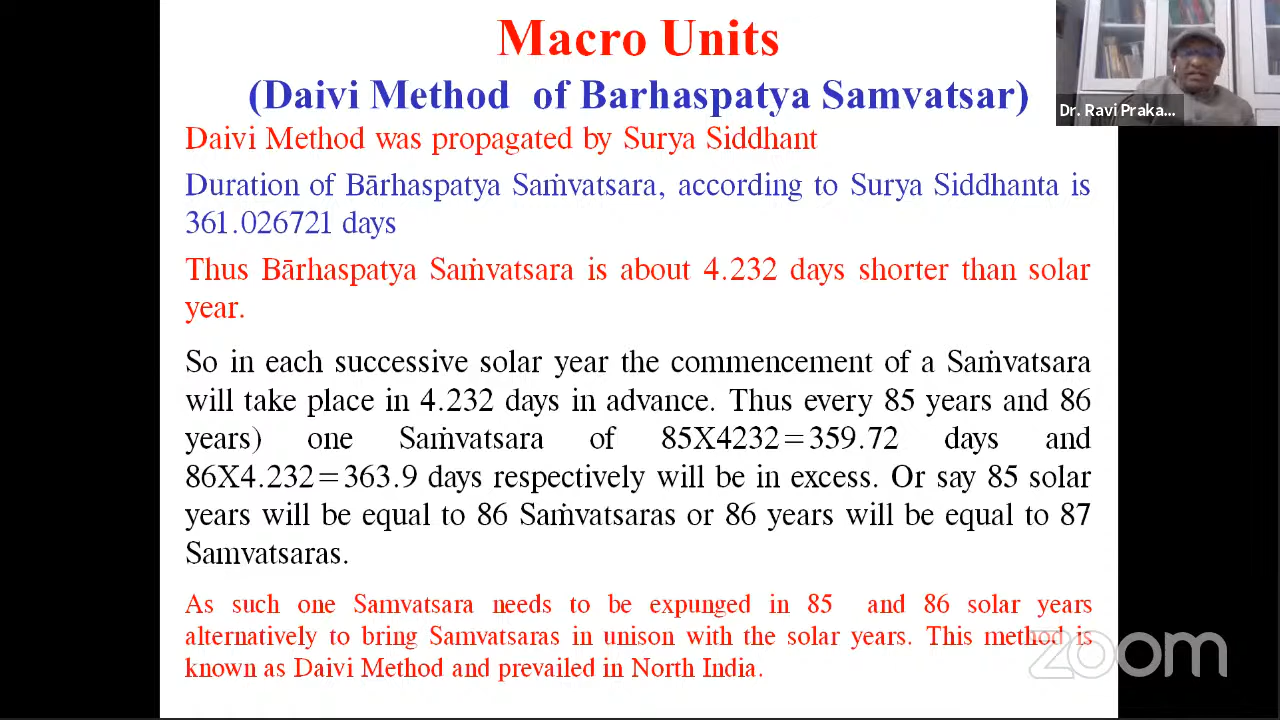 Macro Units
(Daivi Method of Barhaspatya Samvatsar)
Daivi Method was propagated by Surya Siddhant
Duration of Bārhaspatya Saṁvatsara, according to Surya Siddhanta is
361.026721 days
Thus Bārhaspatya Saṁvatsara is about 4.232 days shorter than solar
year.
So in each successive solar year the commencement of a Saṁvatsara
will take place in 4.232 days in advance. Thus every 85 years and 86
years) one Saṁvatsara of 85X4232=359.72 days and
86X4.232=363.9 days respectively will be in excess. Or say 85 solar
years will be equal to 86 Saṁvatsaras or 86 years will be equal to 87
Saṁvatsaras.
As such one Saṁvatsara needs to be expunged in 85 and 86 solar years
alternatively to bring Saṁvatsaras in unison with the solar years. This method is
known as Daivi Method and prevailed in North India.
Dr. Ravi Praka...
zoom